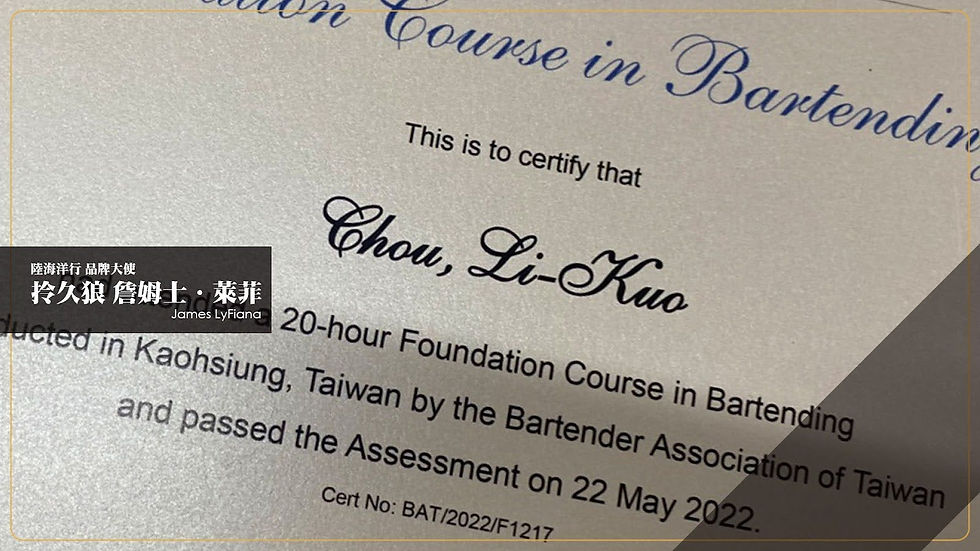 Course in Bartending
This is to certify that
Chou, Li-Kuo
陸海洋行 品牌大使
拎久狼 詹姆士・萊菲
James LyFiana
a 20-hour Foundation Course in Bartending
ducted in Kaohsiung, Taiwan by the Bartender Association of Taiwan
and passed the Assessment on 22 May 2022.
Cert No: BAT/2022/F1217